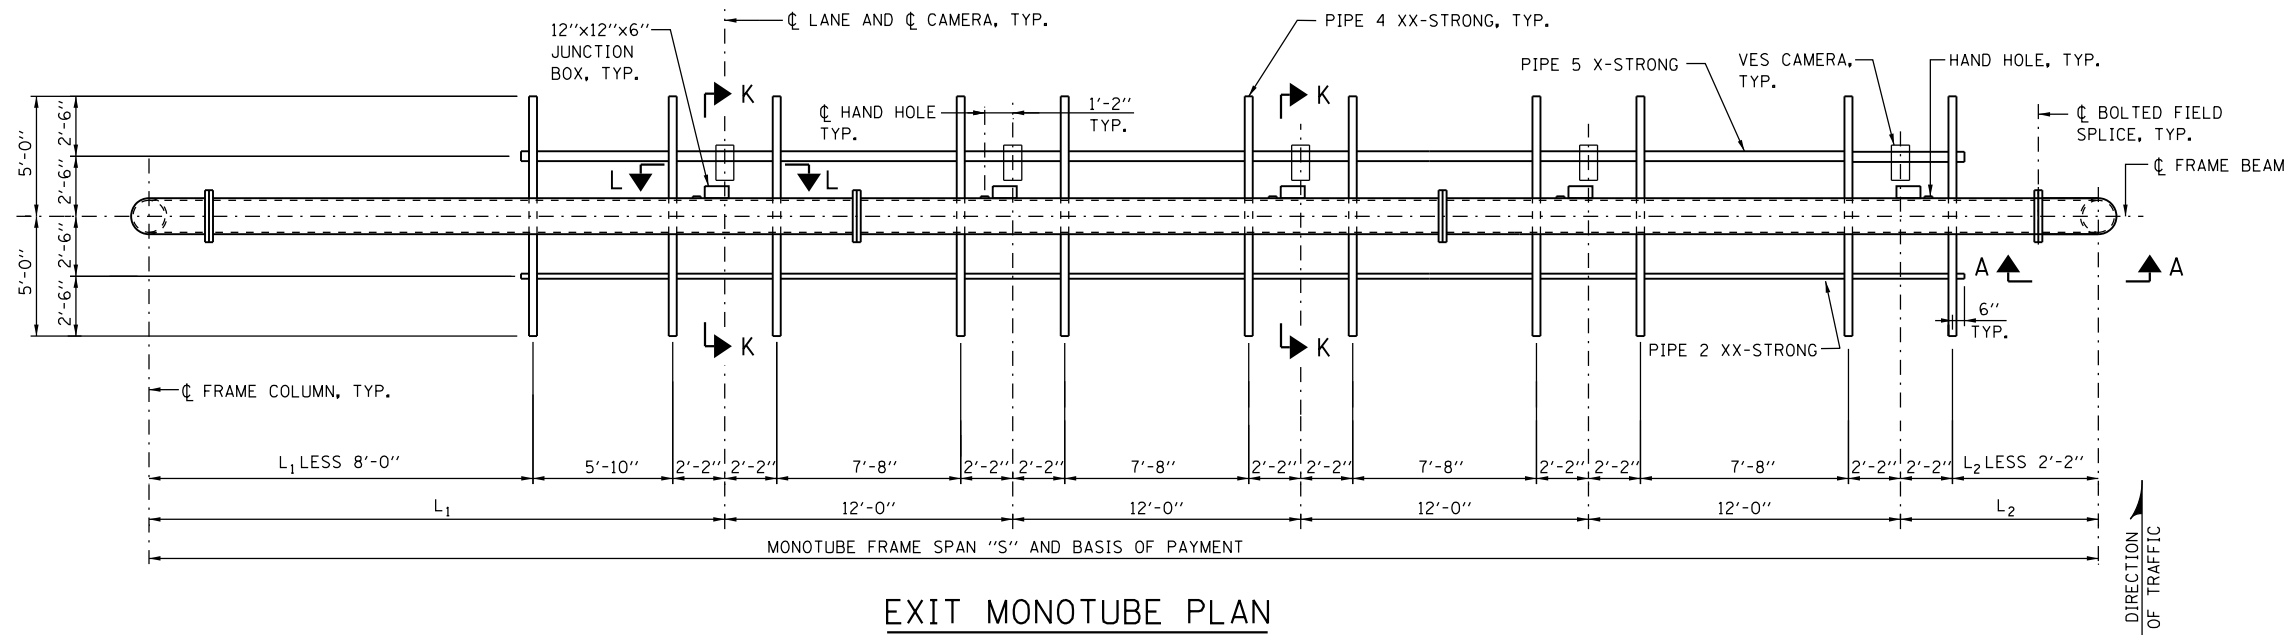 ℄ LANE AND ℄ CAMERA, TYP.
12"x12"x6"
JUNCTION
BOX, TYP.
PIPE 4 XX-STRONG, TYP.
PIPE 5 X-STRONG
VES CAMERA,
TYP.
HAND HOLE, TYP.
K
K
℄ HAND HOLE
TYP.
1'-2"
TYP.
℄ BOLTED FIELD
SPLICE, TYP.
℄ FRAME BEAM
5'-0"
2'-6"
2'-6"
L
L
5'-0"
2'-6"
2'-6"
A
A
6"
TYP.
K
K
PIPE 2 XX-STRONG
℄ FRAME COLUMN, TYP.
L1 LESS 8'-0"
5'-10"
2'-2"
2'-2"
7'-8"
2'-2"
2'-2"
7'-8"
2'-2"
2'-2"
7'-8"
2'-2"
2'-2"
7'-8"
2'-2"
2'-2"
L2 LESS 2'-2"
L1
12'-0"
12'-0"
12'-0"
12'-0"
L2
MONOTUBE FRAME SPAN "S" AND BASIS OF PAYMENT
DIRECTION
OF TRAFFIC
EXIT MONOTUBE PLAN